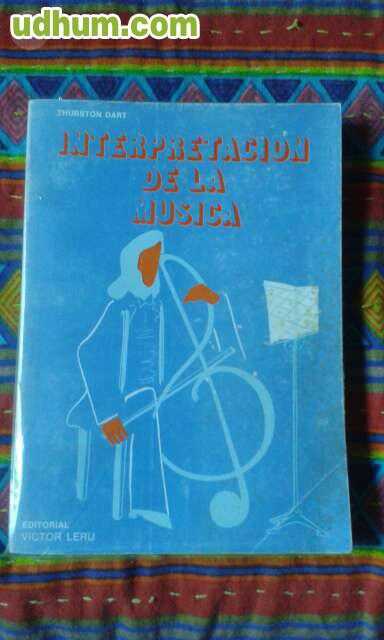 udhum.com
THURSTON DART
INTERPRETACION
DE LA
MUSICA
EDITORIAL
VICTOR LERU